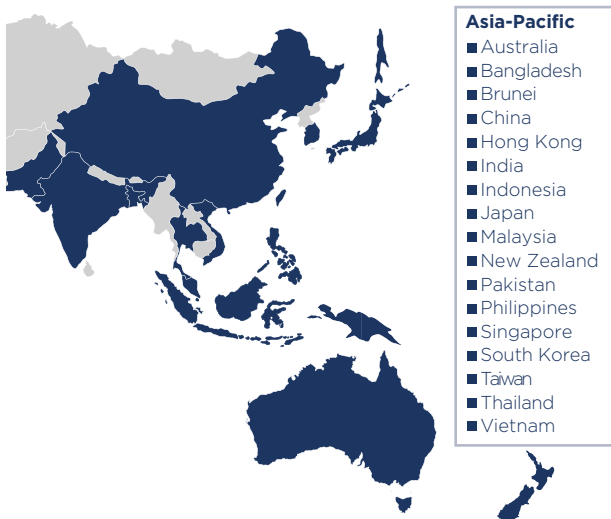 Asia-Pacific
Australia
Bangladesh
Brunei
China
Hong Kong
India
Indonesia
Japan
Malaysia
New Zealand
Pakistan
Philippines
Singapore
South Korea
Taiwan
Thailand
Vietnam